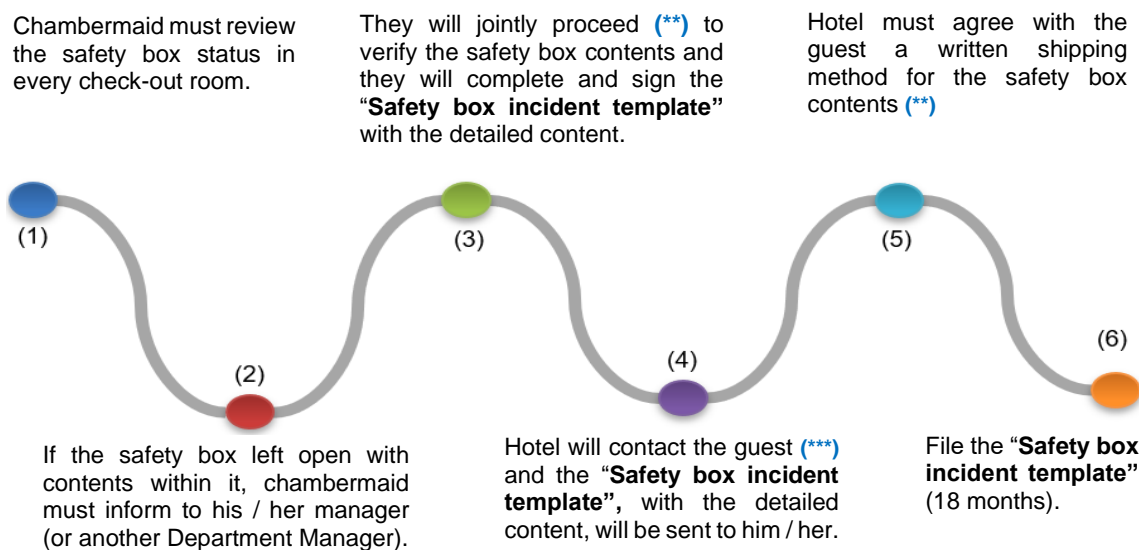 Chambermaid must review
the safety box status in
every check-out room.
They will jointly proceed (**) to
verify the safety box contents and
they will complete and sign the
“Safety box incident template”
with the detailed content.
Hotel must agree with the
guest a written shipping
method for the safety box
contents (**)
(1)
(3)
(5)
(2)
(4)
(6)
If the safety box left open with
contents within it, chambermaid
must inform to his / her manager
(or another Department Manager).
Hotel will contact the guest (***)
and the “Safety box incident
template”, with the detailed
content, will be sent to him / her.
File the “Safety box
incident template”
(18 months).